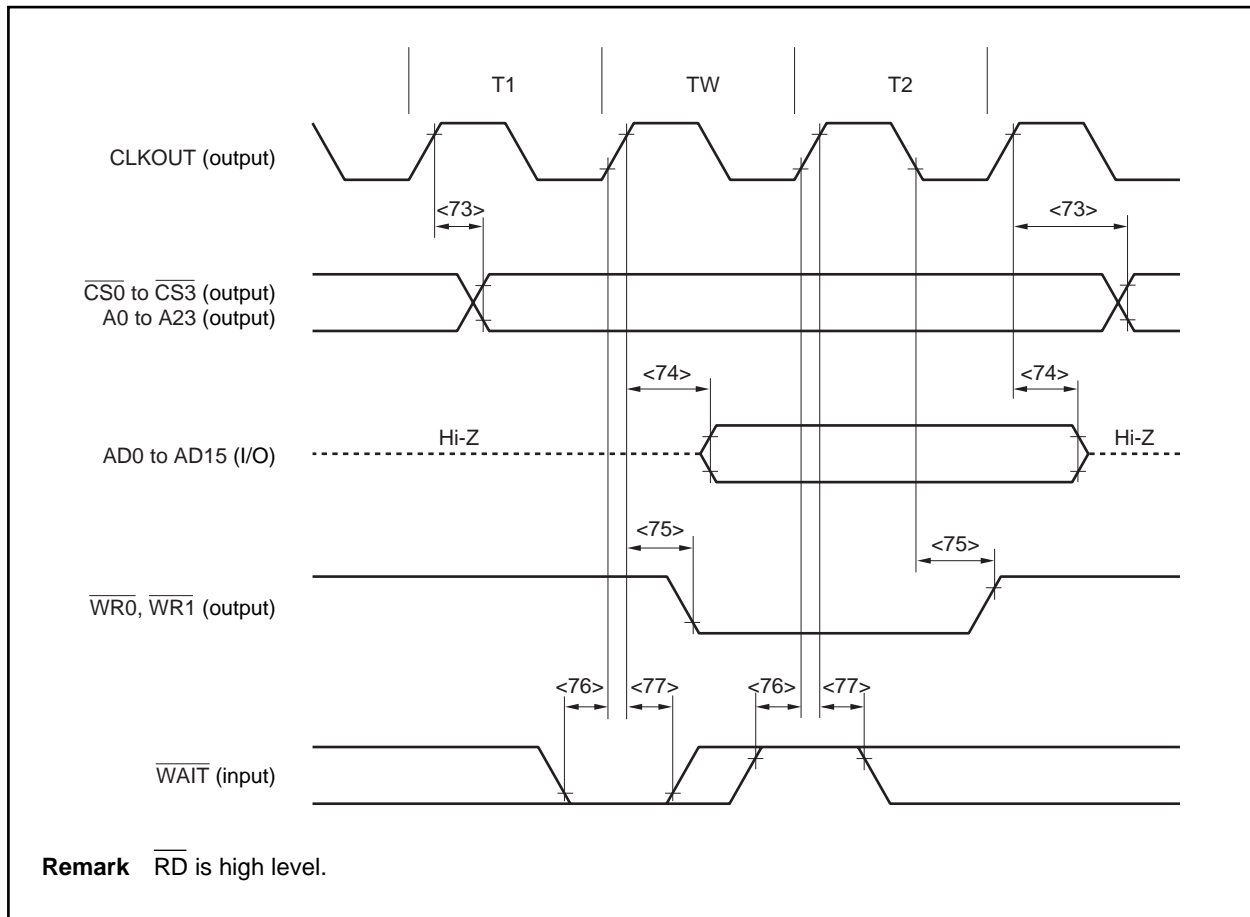 T1 TW T2
CLKOUT (output)
<73> <73>
CS0 to CS3 (output)
A0 to A23 (output)
<74> <74>
Hi-Z Hi-Z
AD0 to AD15 (I/O)
<75> <75>
WR0, WR1 (output)
<76> <77> <76> <77>
WAIT (input)
Remark RD is high level.